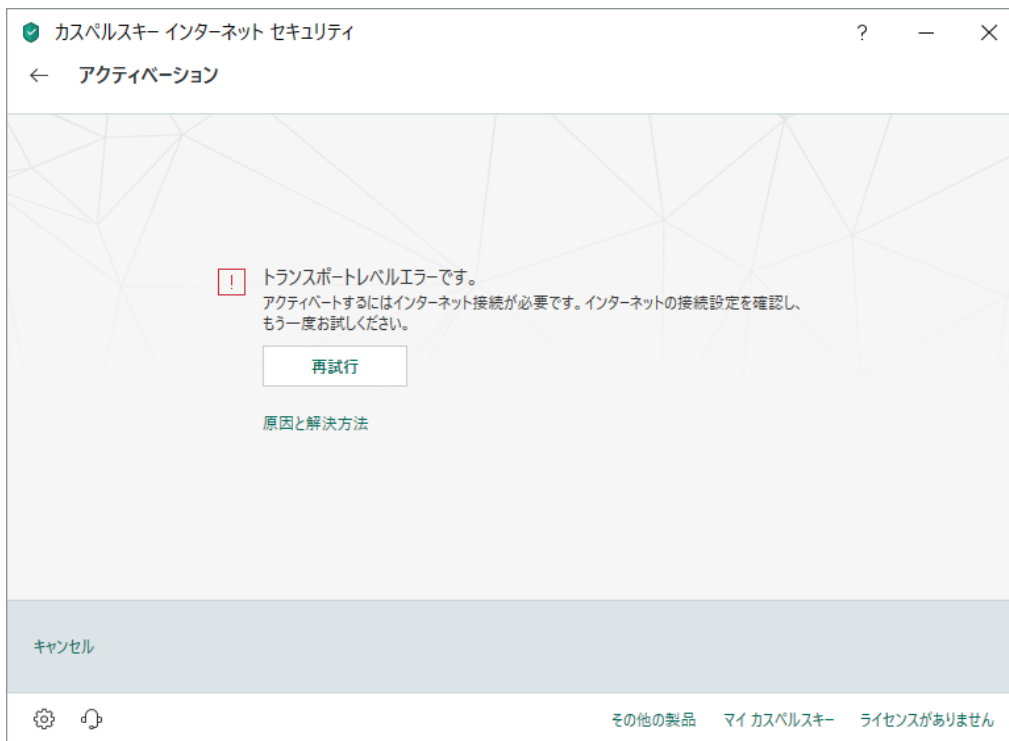 カスペルスキー インターネット セキュリティ
?
アクティベーション
!
トランスポートレベルエラーです。
アクティベートするにはインターネット接続が必要です。インターネットの接続設定を確認し、
もう一度お試しください。
再試行
原因と解決方法
キャンセル
その他の製品 マイ カスペルスキー ライセンスがありません